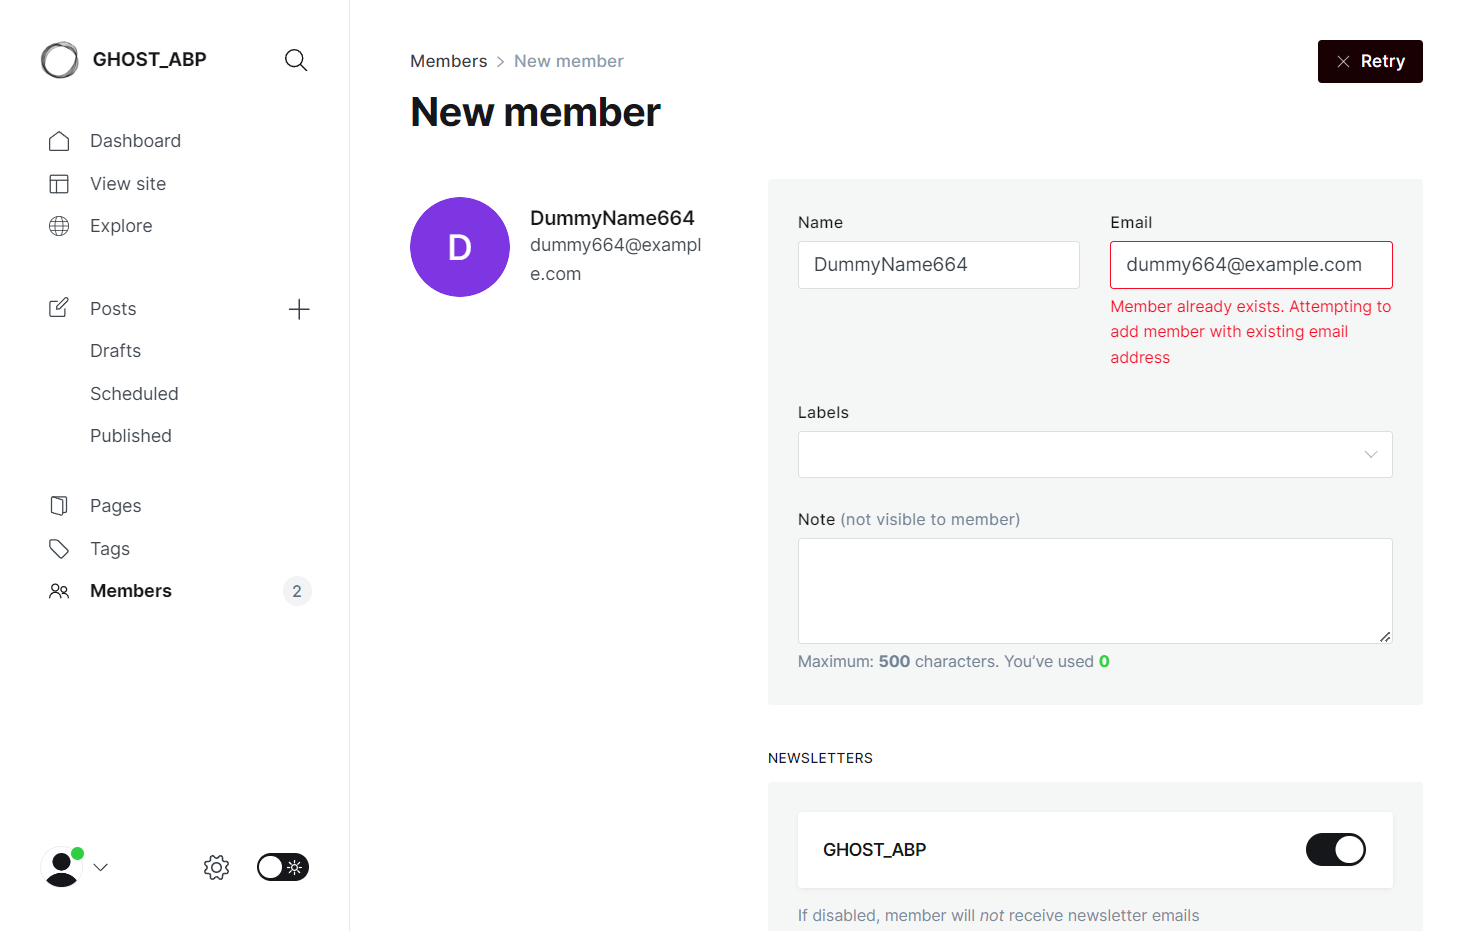 GHOST_ABP
Dashboard
View site
Explore
Posts
Drafts
Scheduled
Published
Pages
Tags
Members
2
Members > New member
Retry
New member
D
DummyName664
dummy664@exampl
e.com
Name
DummyName664
Email
dummy664@example.com
Member already exists. Attempting to
add member with existing email
address
Labels
Note (not visible to member)
Maximum: 500 characters. You’ve used 0
NEWSLETTERS
GHOST_ABP
If disabled, member will not receive newsletter emails